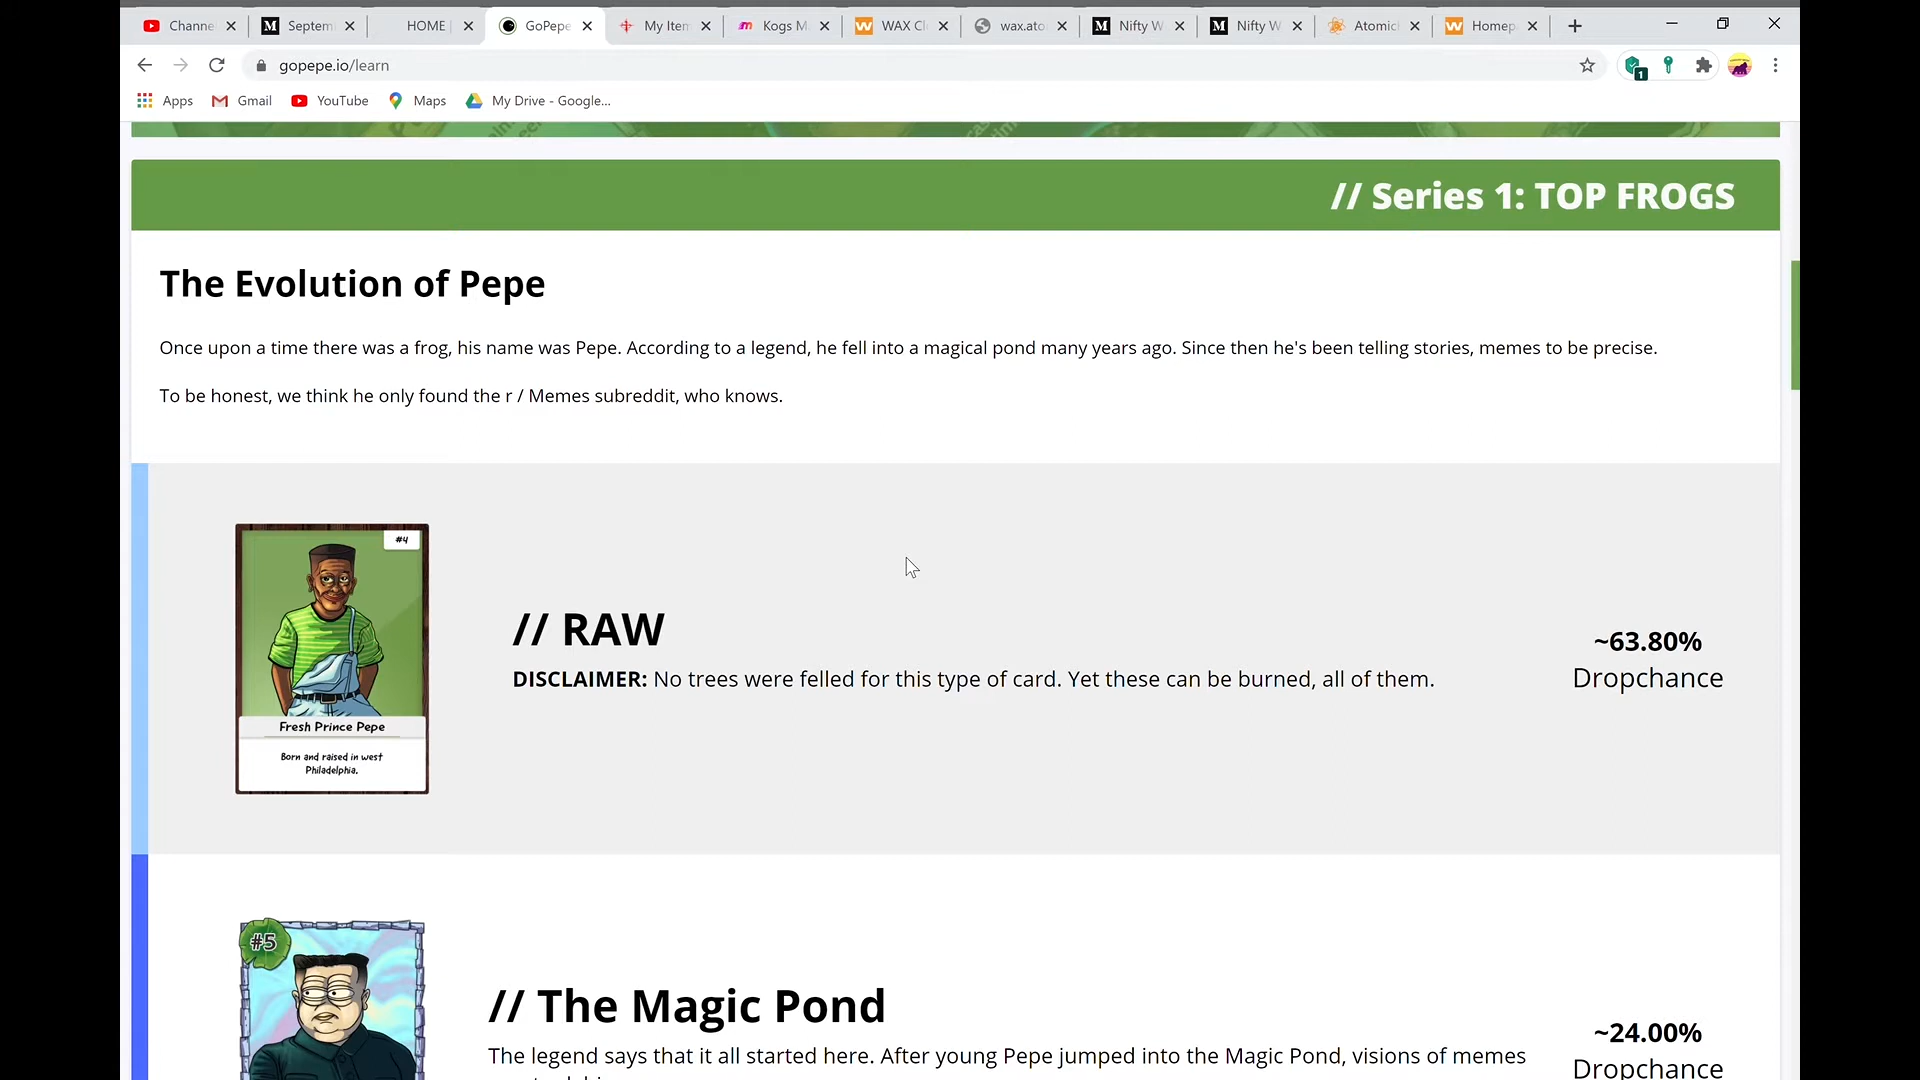 Channe
Septem
HOME
GoPepe
My Item
Kogs M
WAX Cl
wax.ato
Nifty W
Nifty W
Atomic
Homep
gopepe.io/learn
1
Apps
Gmail
YouTube
Maps
My Drive - Google...
// Series 1: TOP FROGS
The Evolution of Pepe
Once upon a time there was a frog, his name was Pepe. According to a legend, he fell into a magical pond many years ago. Since then he's been telling stories, memes to be precise.
To be honest, we think he only found the r / Memes subreddit, who knows.
#4
Fresh Prince Pepe
Born and raised in west
Philadelphia.
// RAW
DISCLAIMER: No trees were felled for this type of card. Yet these can be burned, all of them.
~63.80%
Dropchance
#5
// The Magic Pond
The legend says that it all started here. After young Pepe jumped into the Magic Pond, visions of memes
~24.00%
Dropchance